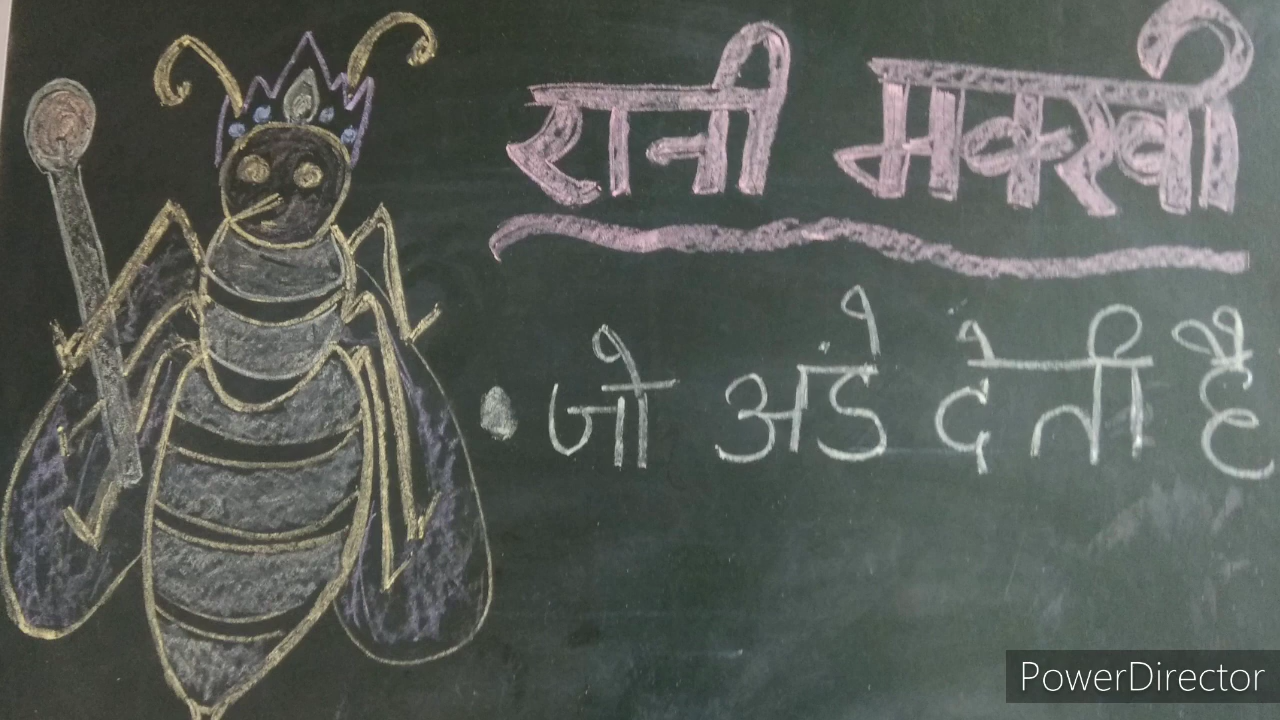 रानी मक्खी
• जो अंडे देती है
PowerDirector